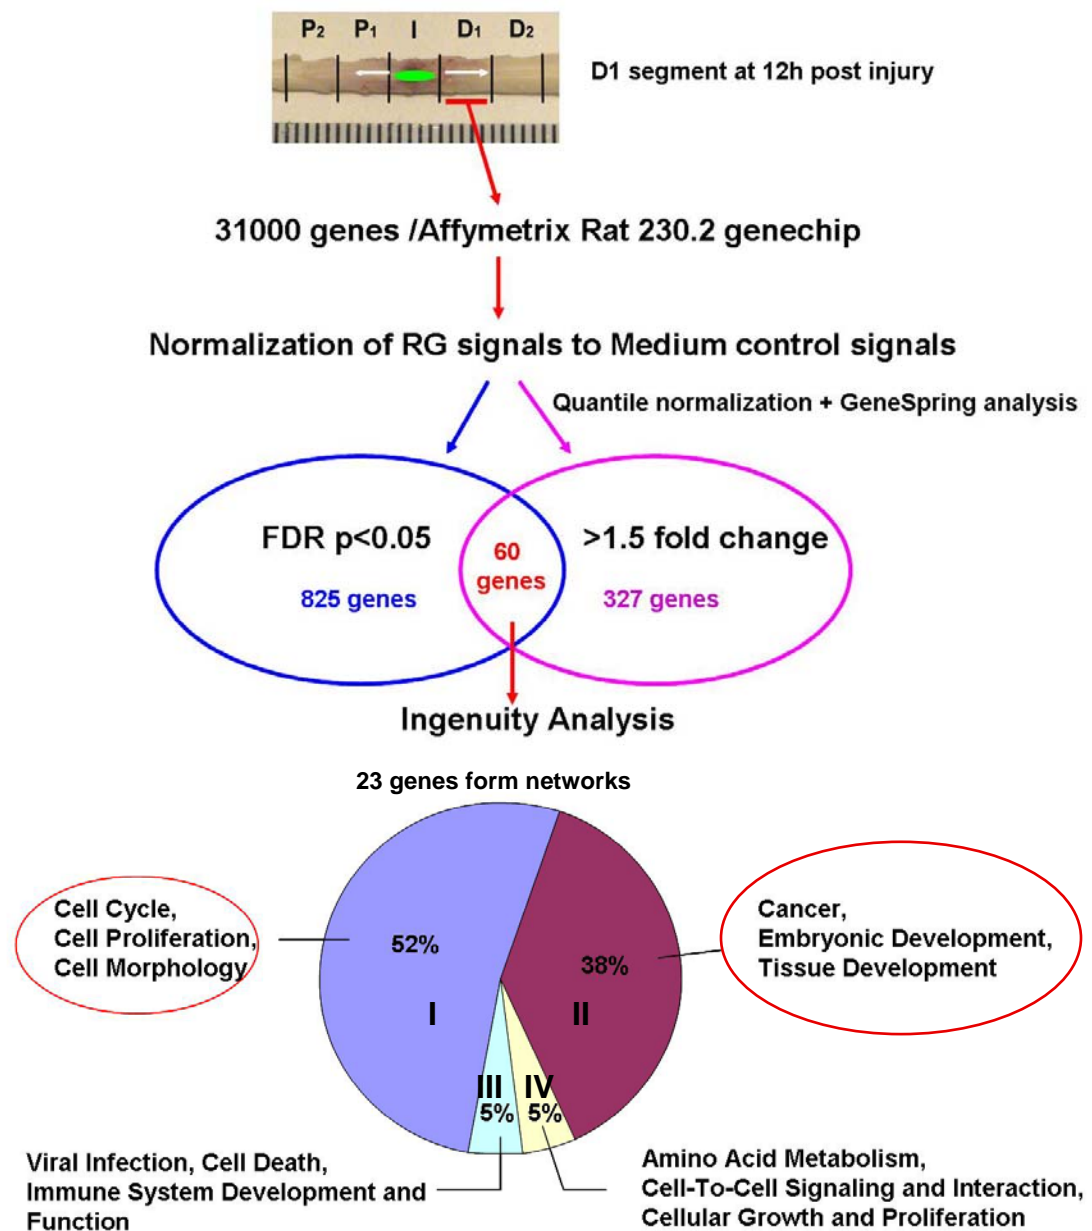 P2 P1 I D1 D2
D1 segment at 12h post injury
31000 genes /Affymetrix Rat 230.2 genechip
Normalization of RG signals to Medium control signals
Quantile normalization + GeneSpring analysis
FDR p<0.05
825 genes
60
genes
>1.5 fold change
327 genes
Ingenuity Analysis
23 genes form networks
Cell Cycle,
Cell Proliferation,
Cell Morphology
52%
I
38%
II
Cancer,
Embryonic Development,
Tissue Development
III
5%
IV
5%
Viral Infection, Cell Death,
Immune System Development and
Function
Amino Acid Metabolism,
Cell-To-Cell Signaling and Interaction,
Cellular Growth and Proliferation